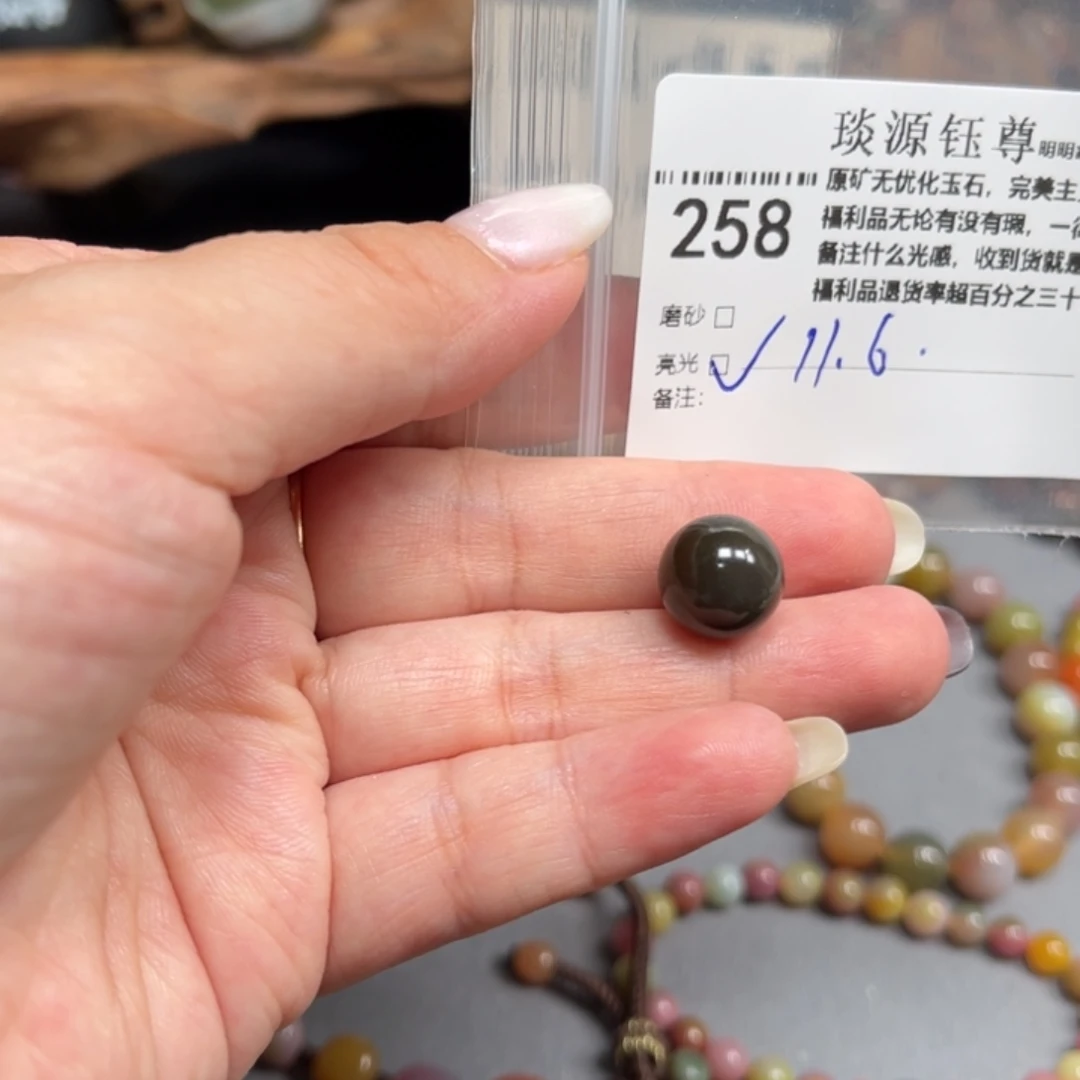 琰源钰尊明明
原矿无优化玉石，完美主
258
福利品无论有没有瑕，一
备注什么光感，收到货就是
福利品退货率超百分之三十
磨砂 □
亮光 ☑ 11.6.
备注：